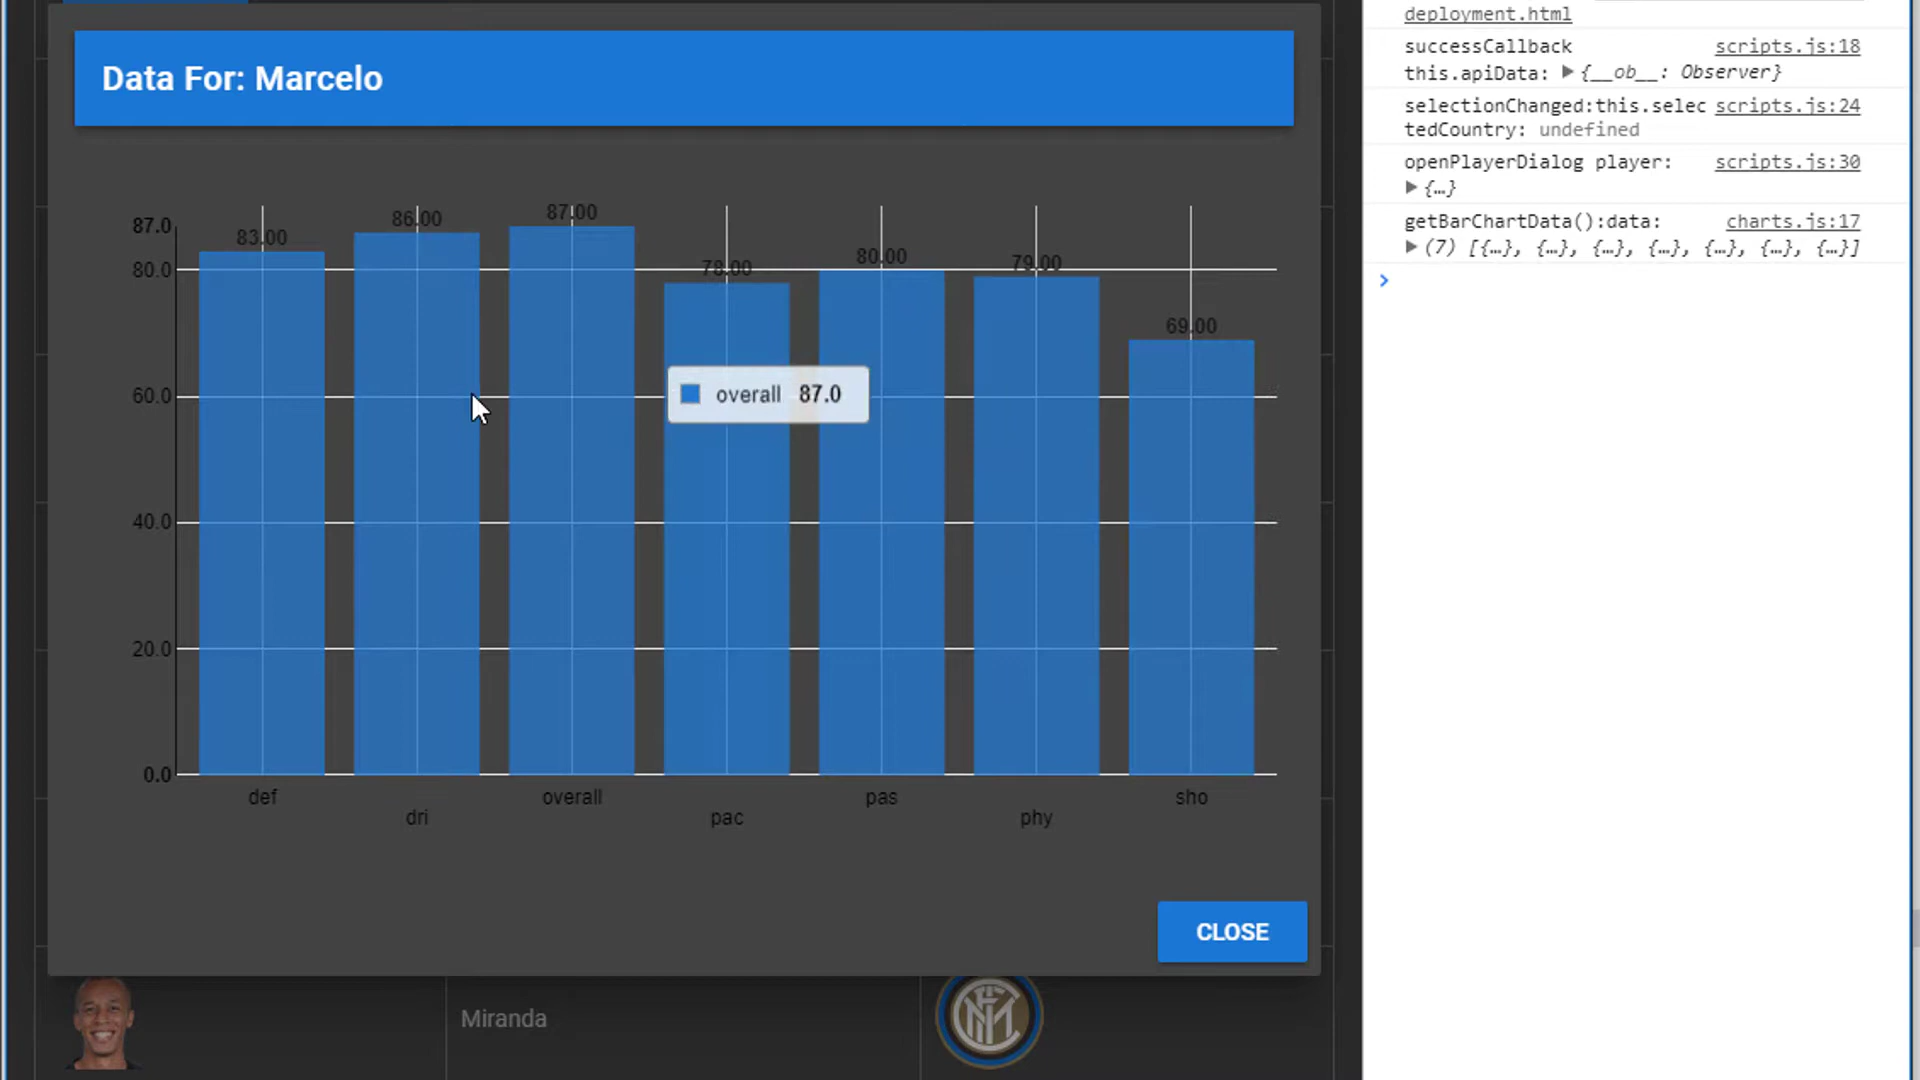 Data For: Marcelo
87.0
80.0
60.0
40.0
20.0
0.0
83.00
86.00
87.00
78.00
80.00
79.00
69.00
overall 87.0
def
dri
overall
pac
pas
phy
sho
CLOSE
Miranda
deployment.html
successCallback scripts.js:18
this.apiData: ▶{__ob__: Observer}
selectionChanged:this.selec scripts.js:24
tedCountry: undefined
openPlayerDialog player: scripts.js:30
▶{…}
getBarChartData():data: charts.js:17
▶(7) [{…}, {…}, {…}, {…}, {…}, {…}, {…}]